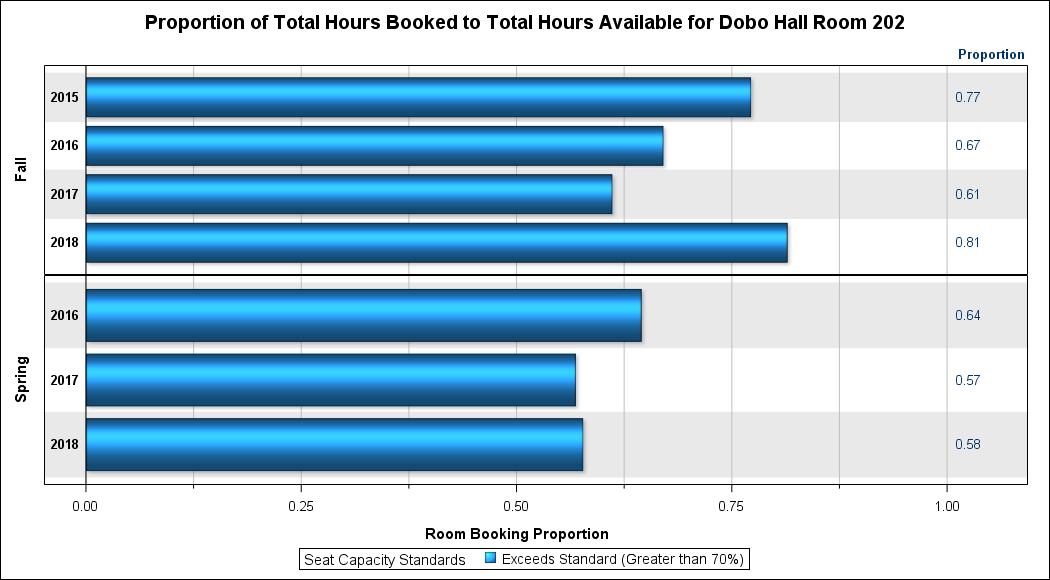 Proportion of Total Hours Booked to Total Hours Available for Dobo Hall Room 202
Proportion
Fall
2015 0.77
2016 0.67
2017 0.61
2018 0.81
Spring
2016 0.64
2017 0.57
2018 0.58
0.00 0.25 0.50 0.75 1.00
Room Booking Proportion
Seat Capacity Standards Exceeds Standard (Greater than 70%)